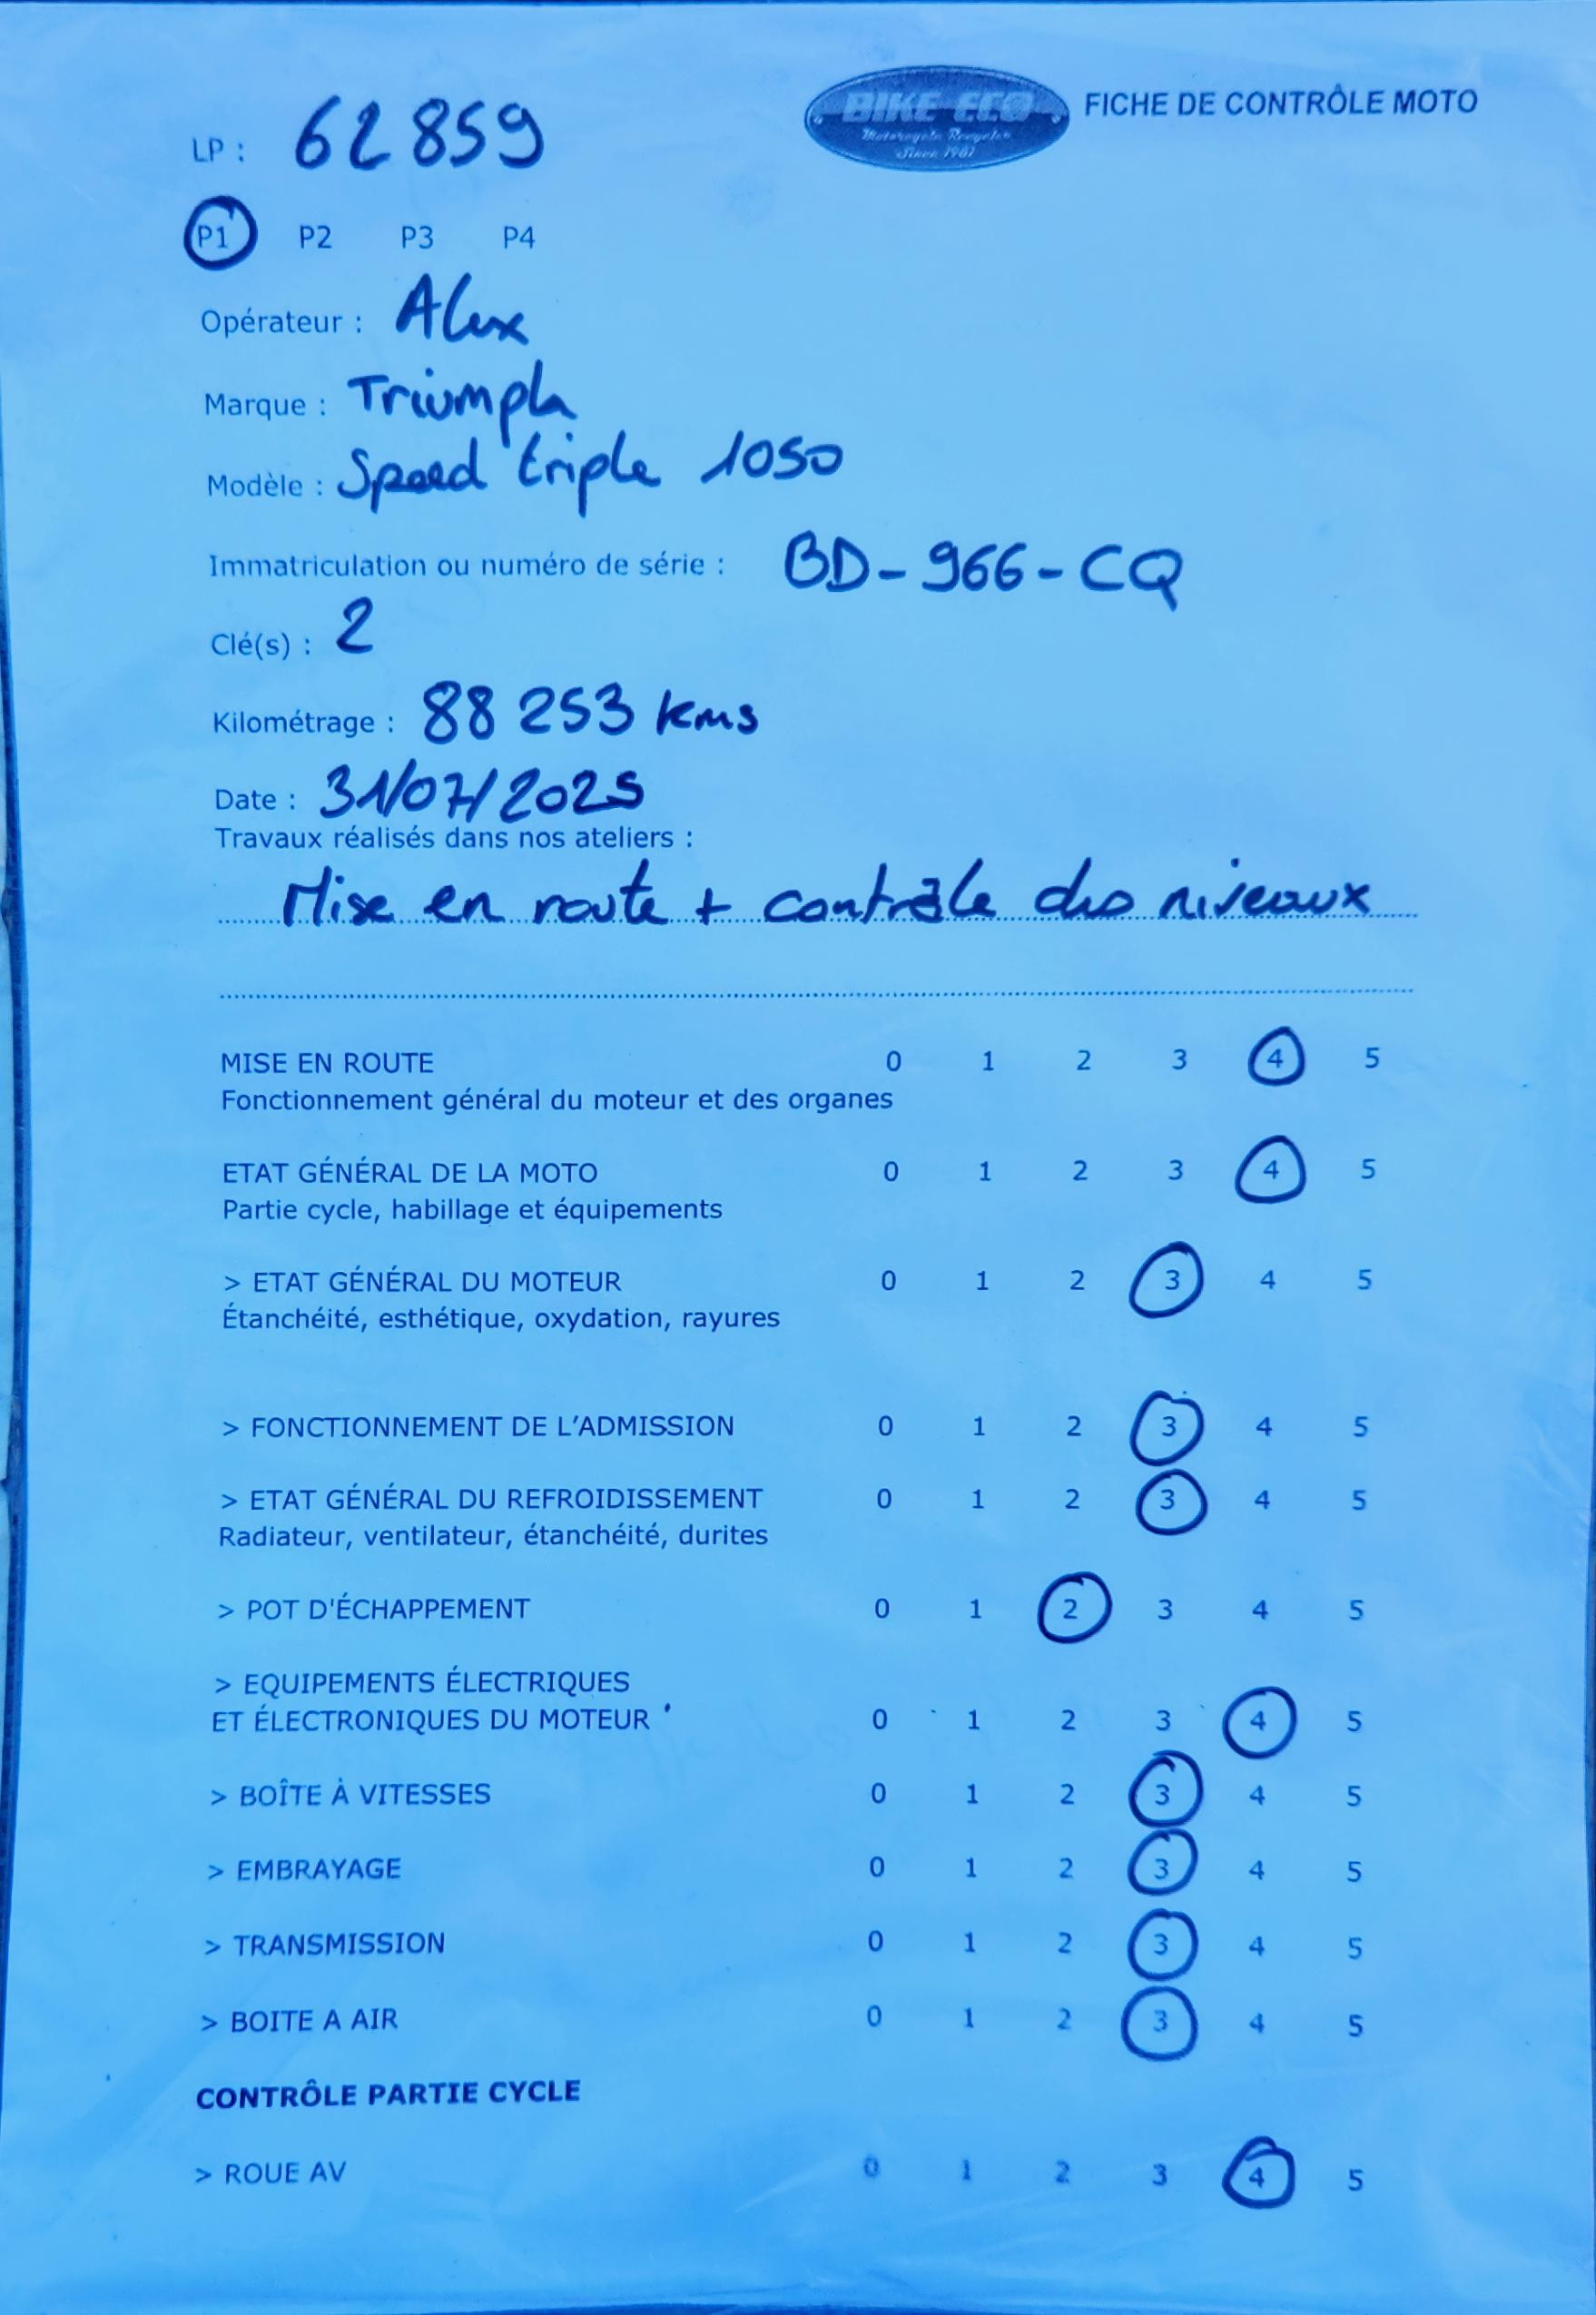 BIKE ECO
Motorcycle Recycler
Since 1987
FICHE DE CONTRÔLE MOTO
LP : 62859
P1 P2 P3 P4
Opérateur : Alex
Marque : Triumph
Modèle : Speed triple 1050
Immatriculation ou numéro de série : BD-966-CQ
Clé(s) : 2
Kilométrage : 88 253 kms
Date : 31/07/2025
Travaux réalisés dans nos ateliers :
Mise en route + contrôle des niveaux
MISE EN ROUTE 0 1 2 3 4 5
Fonctionnement général du moteur et des organes
ETAT GÉNÉRAL DE LA MOTO 0 1 2 3 4 5
Partie cycle, habillage et équipements
> ETAT GÉNÉRAL DU MOTEUR 0 1 2 3 4 5
Étanchéité, esthétique, oxydation, rayures
> FONCTIONNEMENT DE L'ADMISSION 0 1 2 3 4 5
> ETAT GÉNÉRAL DU REFROIDISSEMENT 0 1 2 3 4 5
Radiateur, ventilateur, étanchéité, durites
> POT D'ÉCHAPPEMENT 0 1 2 3 4 5
> EQUIPEMENTS ÉLECTRIQUES
ET ÉLECTRONIQUES DU MOTEUR 0 1 2 3 4 5
> BOÎTE À VITESSES 0 1 2 3 4 5
> EMBRAYAGE 0 1 2 3 4 5
> TRANSMISSION 0 1 2 3 4 5
> BOITE A AIR 0 1 2 3 4 5
CONTRÔLE PARTIE CYCLE
> ROUE AV 0 1 2 3 4 5